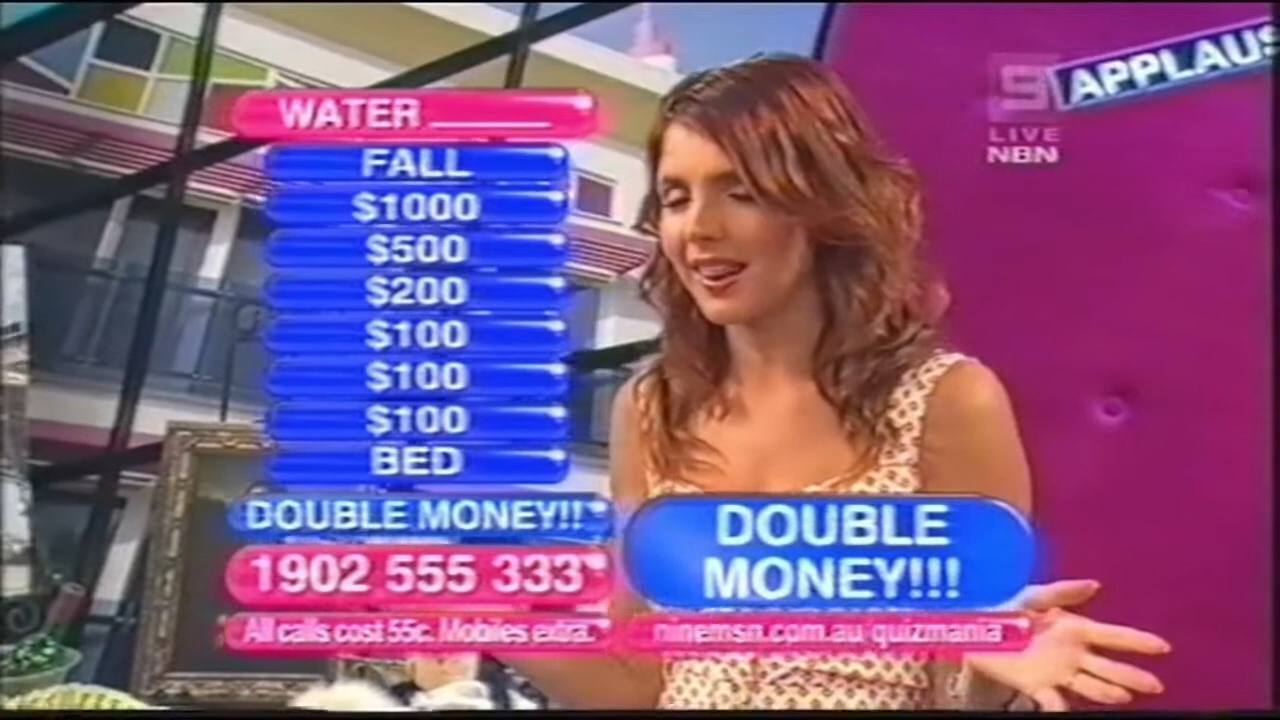 WATER ______
FALL
$1000
$500
$200
$100
$100
$100
BED
DOUBLE MONEY!!
1902 555 333
All calls cost 55c. Mobiles extra.
DOUBLE
MONEY!!!
ninemsn.com.au/quizmania
9
LIVE
NBN
APPLAUS